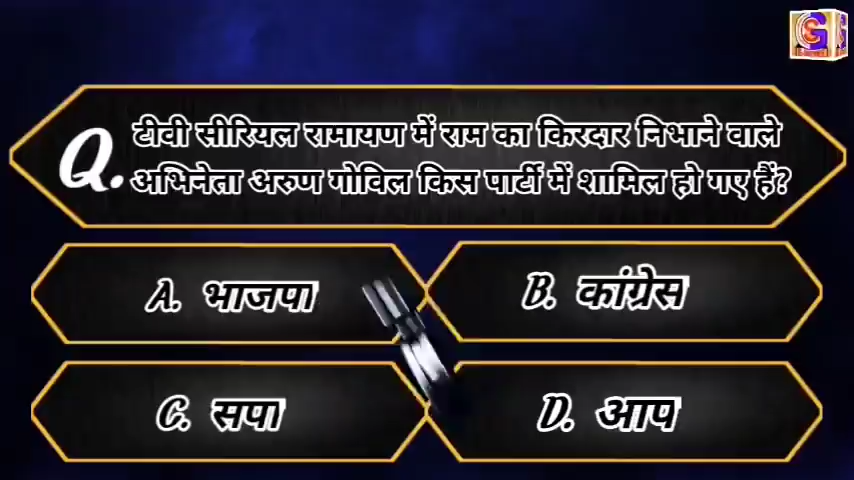 Q. टीवी सीरियल रामायण में राम का किरदार निभाने वाले
अभिनेता अरुण गोविल किस पार्टी में शामिल हो गए हैं?
A. भाजपा
B. कांग्रेस
C. सपा
D. आप